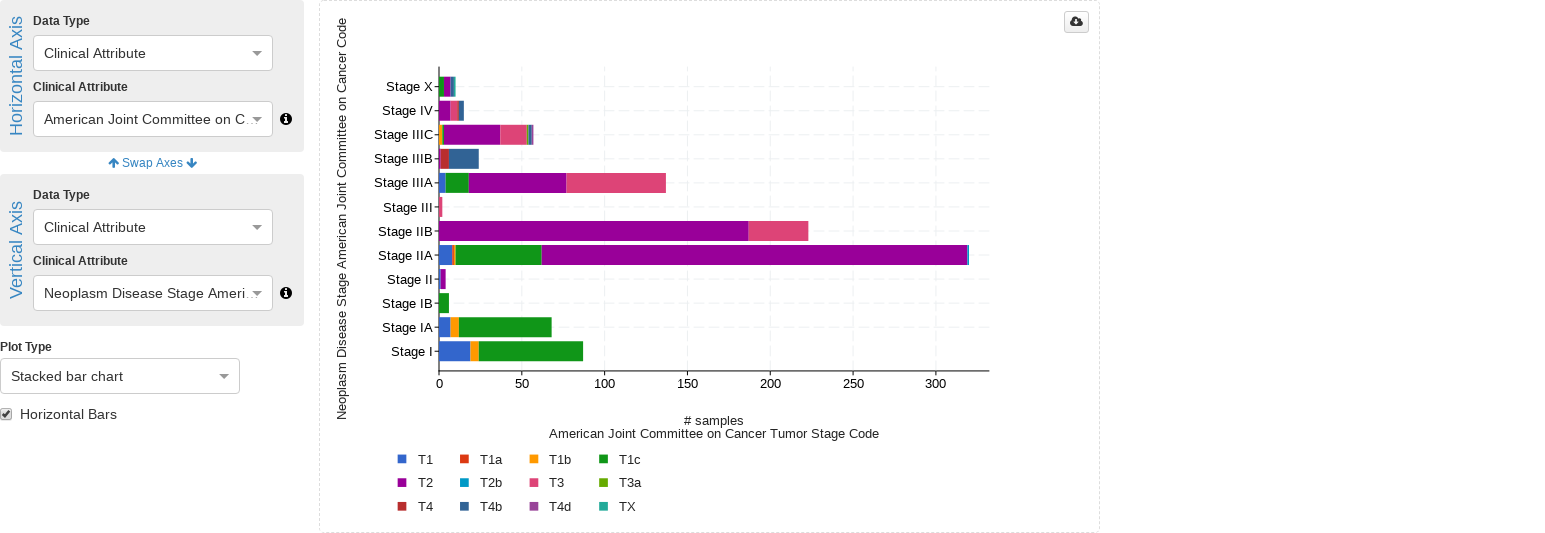 Horizontal Axis
Data Type
Clinical Attribute
Clinical Attribute
American Joint Committee on C...
Swap Axes
Vertical Axis
Data Type
Clinical Attribute
Clinical Attribute
Neoplasm Disease Stage Ameri...
Plot Type
Stacked bar chart
Horizontal Bars
Neoplasm Disease Stage American Joint Committee on Cancer Code
Stage X
Stage IV
Stage IIIC
Stage IIIB
Stage IIIA
Stage III
Stage IIB
Stage IIA
Stage II
Stage IB
Stage IA
Stage I
0 50 100 150 200 250 300
# samples
American Joint Committee on Cancer Tumor Stage Code
T1 T1a T1b T1c
T2 T2b T3 T3a
T4 T4b T4d TX